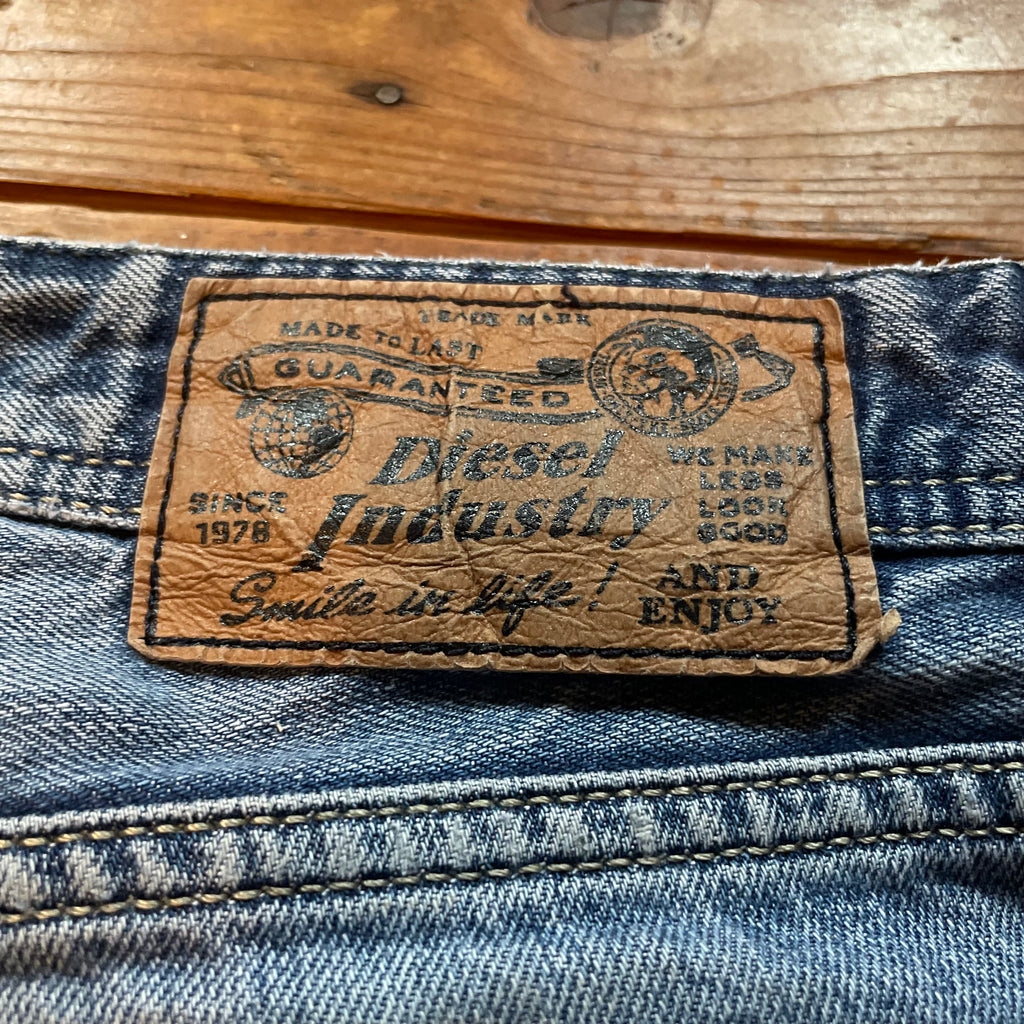 TRADE MARK
MADE TO LAST
GUARANTEED
Diesel
Industry
SINCE
1978
WE MAKE
LESS
LOOK
GOOD
Smile in life!
AND
ENJOY